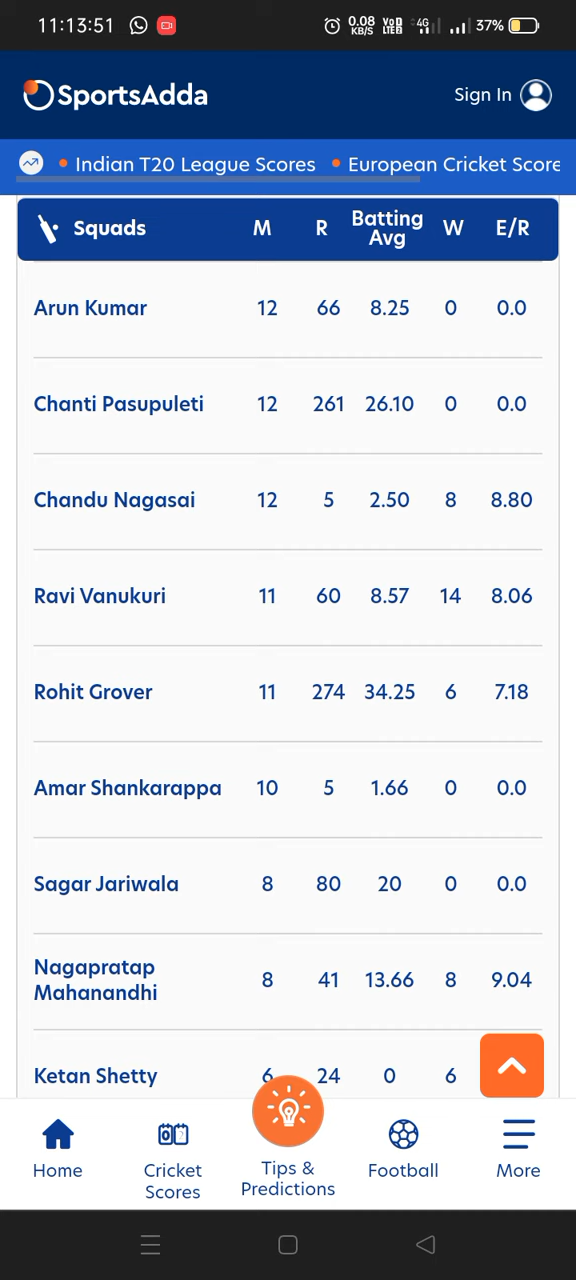 11:13:51 0.08 KB/S VoD LTE2 4G 37%
SportsAdda Sign In
Indian T20 League Scores European Cricket Score
Squads M R Batting Avg W E/R
Arun Kumar 12 66 8.25 0 0.0
Chanti Pasupuleti 12 261 26.10 0 0.0
Chandu Nagasai 12 5 2.50 8 8.80
Ravi Vanukuri 11 60 8.57 14 8.06
Rohit Grover 11 274 34.25 6 7.18
Amar Shankarappa 10 5 1.66 0 0.0
Sagar Jariwala 8 80 20 0 0.0
Nagapratap
Mahanandhi 8 41 13.66 8 9.04
Ketan Shetty 6 24 0 6
Home Cricket Scores Tips & Predictions Football More